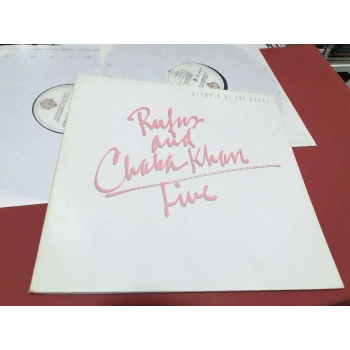 STOMPIN' AT THE SAVOY
Rufus
and
Chaka Khan
Live